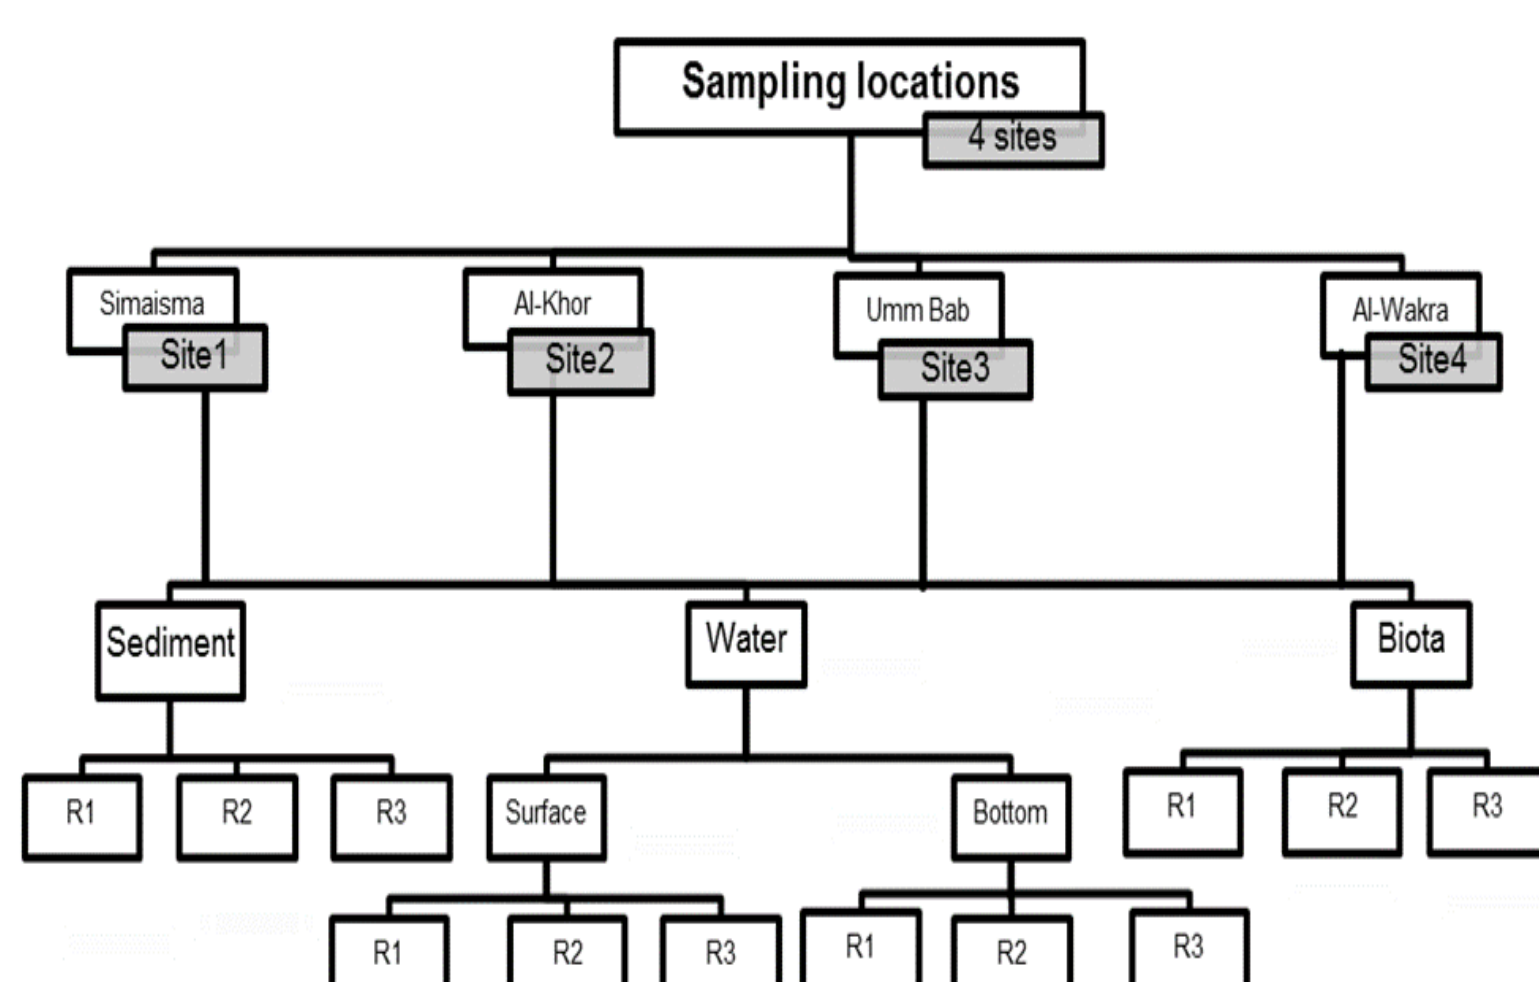 Sampling locations
4 sites
Simaisma
Site1
Al-Khor
Site2
Umm Bab
Site3
Al-Wakra
Site4
Sediment
Water
Biota
R1
R2
R3
Surface
Bottom
R1
R2
R3
R1
R2
R3
R1
R2
R3